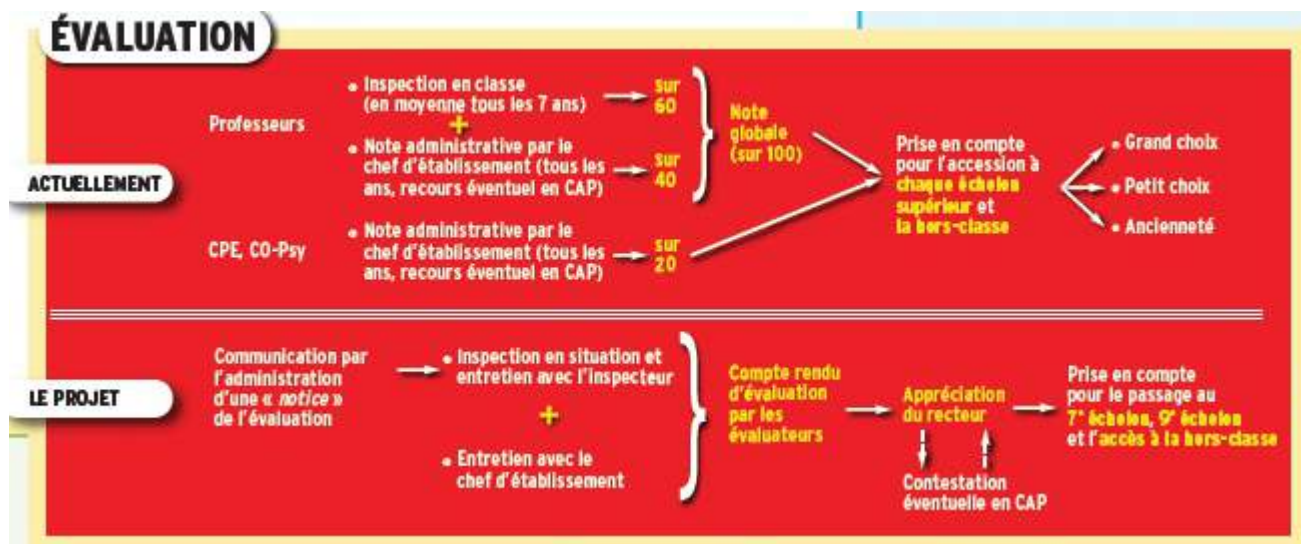 ÉVALUATION
ACTUELLEMENT
Professeurs
• Inspection en classe
(en moyenne tous les 7 ans)
sur
60
+
• Note administrative par le
chef d'établissement (tous les
ans, recours éventuel en CAP)
sur
40
Note
globale
(sur 100)
CPE, CO-Psy
• Note administrative par le
chef d'établissement (tous les
ans, recours éventuel en CAP)
sur
20
Prise en compte
pour l'accession à
chaque échelon
supérieur et
la hors-classe
• Grand choix
• Petit choix
• Ancienneté
LE PROJET
Communication par
l'administration
d'une « notice »
de l'évaluation
• Inspection en situation et
entretien avec l'inspecteur
+
• Entretien avec le
chef d'établissement
Compte rendu
d'évaluation
par les
évaluateurs
Appréciation
du recteur
Contestation
éventuelle en CAP
Prise en compte
pour le passage au
7e échelon, 9e échelon
et l'accès à la hors-classe